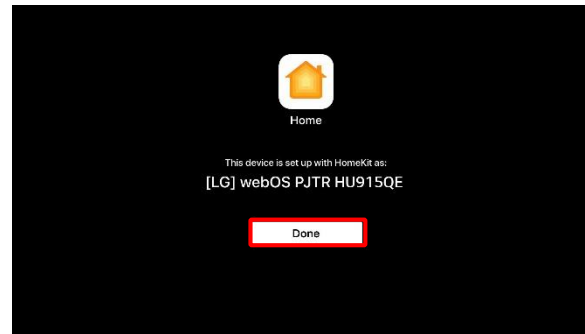 Home
This device is set up with HomeKit as:
[LG] webOS PJTR HU915QE
Done